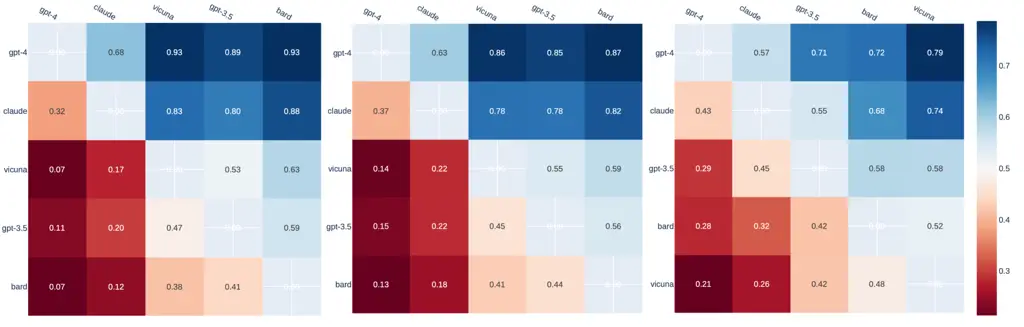 gpt-4 claude vicuna gpt-3.5 bard
gpt-4 0.68 0.93 0.89 0.93
claude 0.32 0.83 0.80 0.88
vicuna 0.07 0.17 0.53 0.63
gpt-3.5 0.11 0.20 0.47 0.59
bard 0.07 0.12 0.38 0.41
gpt-4 claude vicuna gpt-3.5 bard
gpt-4 0.63 0.86 0.85 0.87
claude 0.37 0.78 0.78 0.82
vicuna 0.14 0.22 0.55 0.59
gpt-3.5 0.15 0.22 0.45 0.56
bard 0.13 0.18 0.41 0.44
gpt-4 claude gpt-3.5 bard vicuna
gpt-4 0.57 0.71 0.72 0.79
claude 0.43 0.55 0.68 0.74
gpt-3.5 0.29 0.45 0.58 0.58
bard 0.28 0.32 0.42 0.52
vicuna 0.21 0.26 0.42 0.48
0.7
0.6
0.5
0.4
0.3